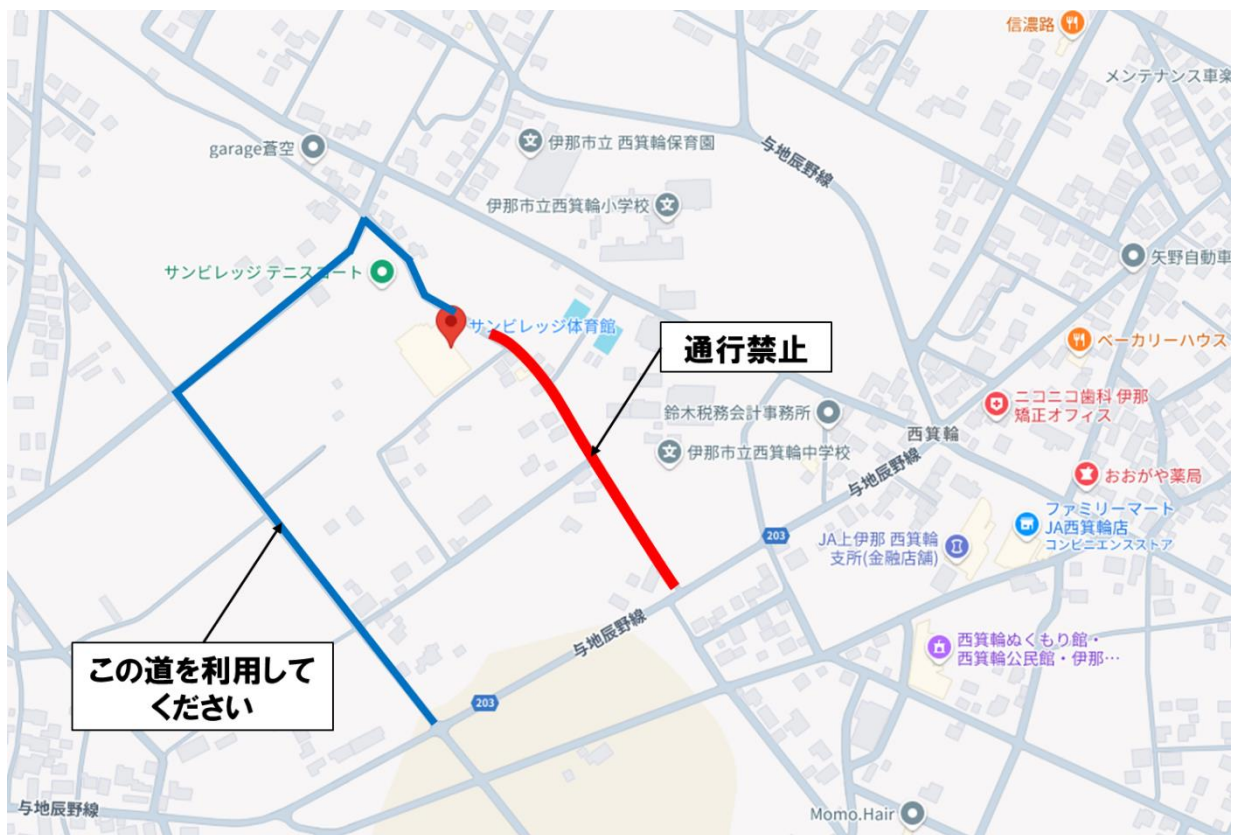 信濃路
メンテナンス車楽
garage蒼空
伊那市立 西箕輪保育園
与地辰野線
伊那市立西箕輪小学校
矢野自動車
サンビレッジ テニスコート
サンビレッジ体育館
通行禁止
ベーカリーハウス
ニコニコ歯科 伊那
矯正オフィス
鈴木税務会計事務所
西箕輪
伊那市立西箕輪中学校
与地辰野線
おおがや薬局
ファミリーマート
JA西箕輪店
コンビニエンスストア
203
JA上伊那 西箕輪
支所(金融店舗)
与地辰野線
西箕輪ぬくもり館・
西箕輪公民館・伊那…
この道を利用して
ください
203
与地辰野線
Momo.Hair